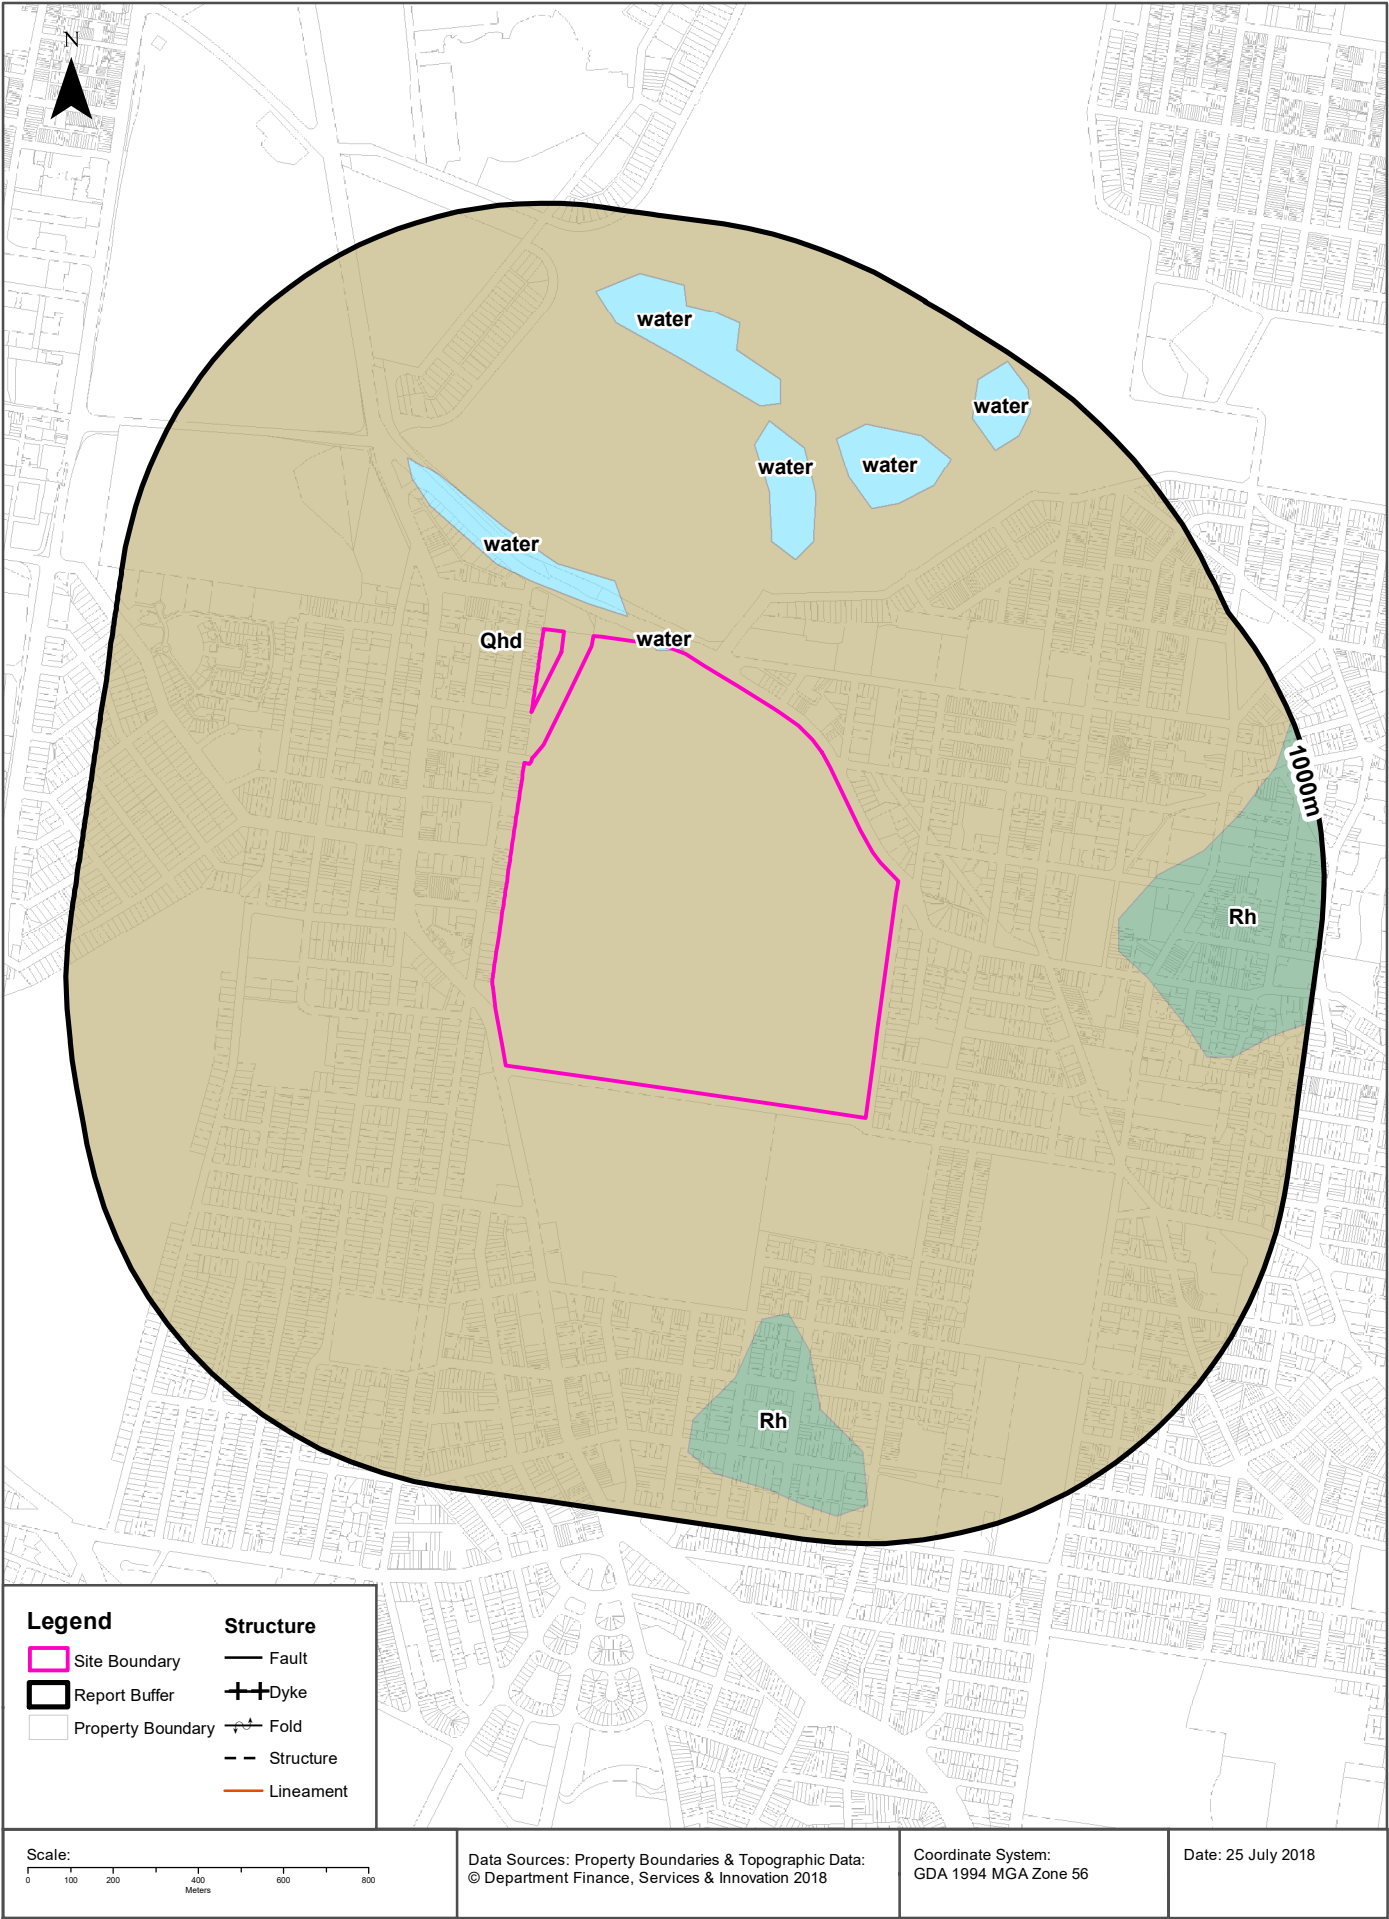 N
water
water
water
water
water
Qhd
water
1000m
Rh
Rh
Legend
Site Boundary
Report Buffer
Property Boundary
Structure
Fault
Dyke
Fold
Structure
Lineament
Scale:
0 100 200 400 600 800
Meters
Data Sources: Property Boundaries & Topographic Data:
© Department Finance, Services & Innovation 2018
Coordinate System:
GDA 1994 MGA Zone 56
Date: 25 July 2018